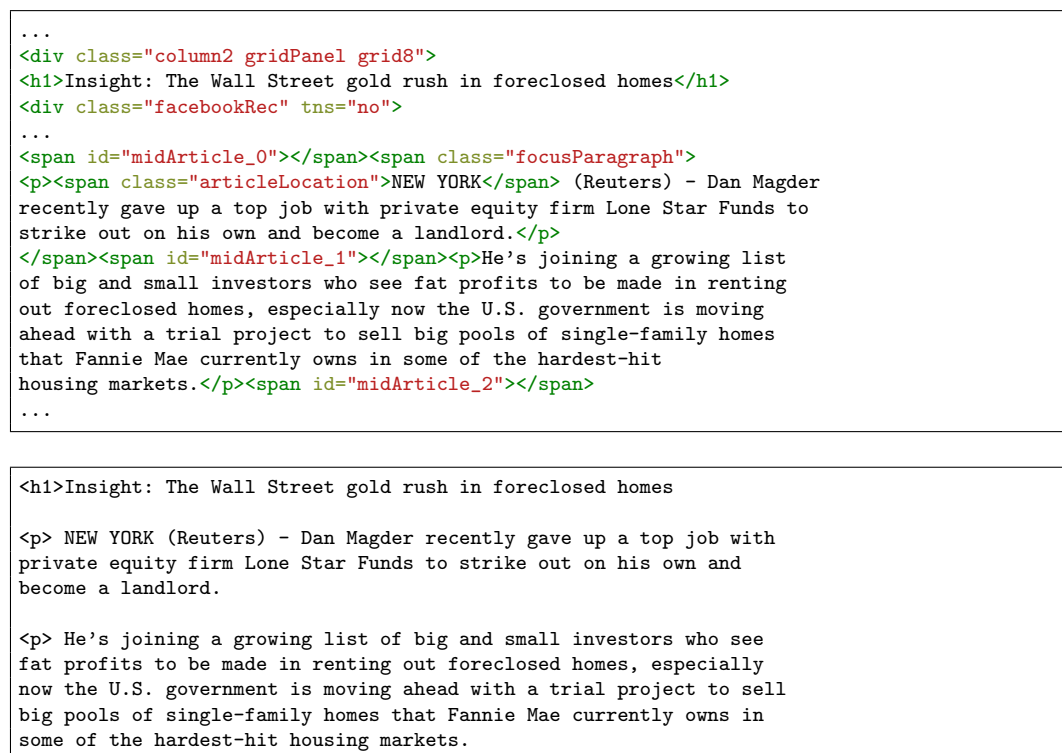 ...
<div class="column2 gridPanel grid8">
<h1>Insight: The Wall Street gold rush in foreclosed homes</h1>
<div class="facebookRec" tns="no">
...
<span id="midArticle_0"></span><span class="focusParagraph">
<p><span class="articleLocation">NEW YORK</span> (Reuters) - Dan Magder
recently gave up a top job with private equity firm Lone Star Funds to
strike out on his own and become a landlord.</p>
</span><span id="midArticle_1"></span><p>He's joining a growing list
of big and small investors who see fat profits to be made in renting
out foreclosed homes, especially now the U.S. government is moving
ahead with a trial project to sell big pools of single-family homes
that Fannie Mae currently owns in some of the hardest-hit
housing markets.</p><span id="midArticle_2"></span>
...
<h1>Insight: The Wall Street gold rush in foreclosed homes
<p> NEW YORK (Reuters) - Dan Magder recently gave up a top job with
private equity firm Lone Star Funds to strike out on his own and
become a landlord.
<p> He's joining a growing list of big and small investors who see
fat profits to be made in renting out foreclosed homes, especially
now the U.S. government is moving ahead with a trial project to sell
big pools of single-family homes that Fannie Mae currently owns in
some of the hardest-hit housing markets.